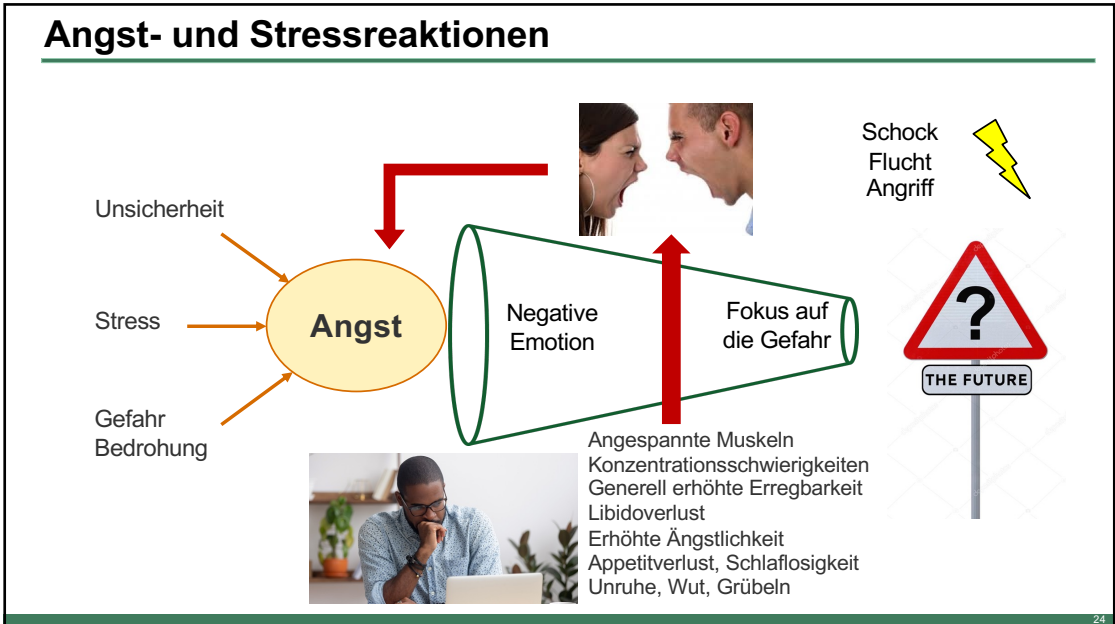 Angst- und Stressreaktionen
Schock
Flucht
Angriff
Unsicherheit
Stress
Gefahr
Bedrohung
Angst
Negative
Emotion
Fokus auf
die Gefahr
?
THE FUTURE
Angespannte Muskeln
Konzentrationsschwierigkeiten
Generell erhöhte Erregbarkeit
Libidoverlust
Erhöhte Ängstlichkeit
Appetitverlust, Schlaflosigkeit
Unruhe, Wut, Grübeln
24